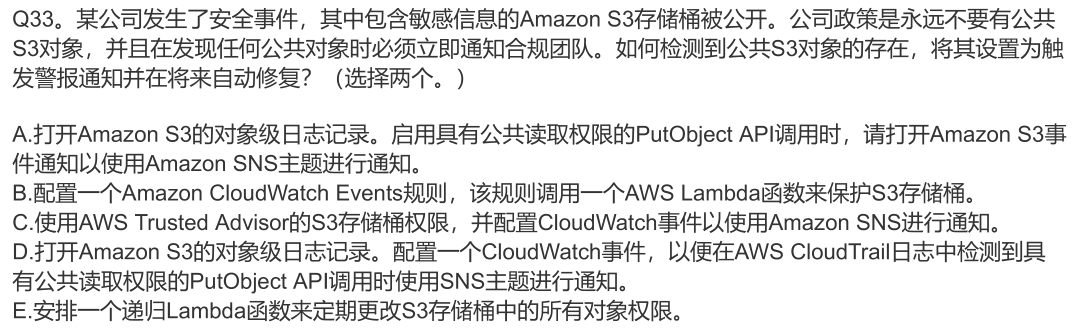 Q33。某公司发生了安全事件，其中包含敏感信息的Amazon S3存储桶被公开。公司政策是永远不要有公共
S3对象，并且在发现任何公共对象时必须立即通知合规团队。如何检测到公共S3对象的存在，将其设置为触
发警报通知并在将来自动修复？（选择两个。）
A.打开Amazon S3的对象级日志记录。启用具有公共读取权限的PutObject API调用时，请打开Amazon S3事
件通知以使用Amazon SNS主题进行通知。
B.配置一个Amazon CloudWatch Events规则，该规则调用一个AWS Lambda函数来保护S3存储桶。
C.使用AWS Trusted Advisor的S3存储桶权限，并配置CloudWatch事件以使用Amazon SNS进行通知。
D.打开Amazon S3的对象级日志记录。配置一个CloudWatch事件，以便在AWS CloudTrail日志中检测到具
有公共读取权限的PutObject API调用时使用SNS主题进行通知。
E.安排一个递归Lambda函数来定期更改S3存储桶中的所有对象权限。